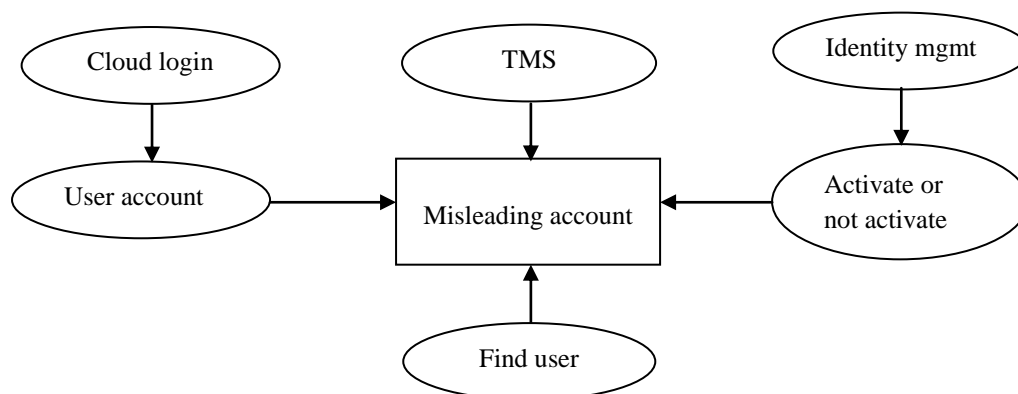 Cloud login
TMS
Identity mgmt
User account
Misleading account
Activate or
not activate
Find user